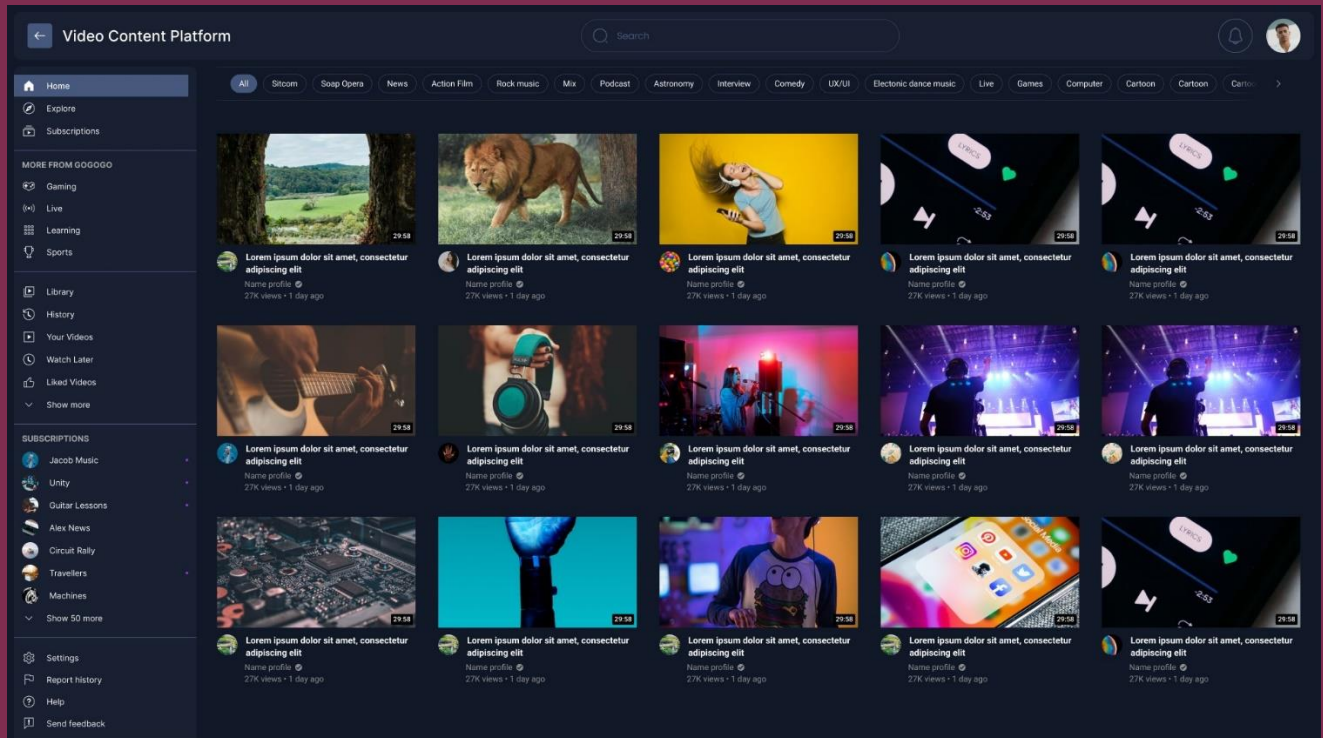 Video Content Platform
Search
Home
Explore
Subscriptions
MORE FROM GOGOGO
Gaming
Live
Learning
Sports
Library
History
Your Videos
Watch Later
Liked Videos
Show more
SUBSCRIPTIONS
Jacob Music
Unity
Guitar Lessons
Alex News
Circuit Rally
Travellers
Machines
Show 50 more
Settings
Report history
Help
Send feedback
All Sitcom Soap Opera News Action Film Rock music Mix Podcast Astronomy Interview Comedy UX/UI Electonic dance music Live Games Computer Cartoon Cartoon Cartoo
29:58
Lorem ipsum dolor sit amet, consectetur
adipiscing elit
Name profile
27K views • 1 day ago
29:58
Lorem ipsum dolor sit amet, consectetur
adipiscing elit
Name profile
27K views • 1 day ago
29:58
Lorem ipsum dolor sit amet, consectetur
adipiscing elit
Name profile
27K views • 1 day ago
LYRICS
-2:53
29:58
Lorem ipsum dolor sit amet, consectetur
adipiscing elit
Name profile
27K views • 1 day ago
LYRICS
-2:53
29:58
Lorem ipsum dolor sit amet, consectetur
adipiscing elit
Name profile
27K views • 1 day ago
29:58
Lorem ipsum dolor sit amet, consectetur
adipiscing elit
Name profile
27K views • 1 day ago
29:58
Lorem ipsum dolor sit amet, consectetur
adipiscing elit
Name profile
27K views • 1 day ago
29:58
Lorem ipsum dolor sit amet, consectetur
adipiscing elit
Name profile
27K views • 1 day ago
29:58
Lorem ipsum dolor sit amet, consectetur
adipiscing elit
Name profile
27K views • 1 day ago
29:58
Lorem ipsum dolor sit amet, consectetur
adipiscing elit
Name profile
27K views • 1 day ago
29:58
Lorem ipsum dolor sit amet, consectetur
adipiscing elit
Name profile
27K views • 1 day ago
29:58
Lorem ipsum dolor sit amet, consectetur
adipiscing elit
Name profile
27K views • 1 day ago
29:58
Lorem ipsum dolor sit amet, consectetur
adipiscing elit
Name profile
27K views • 1 day ago
Social Media
29:58
Lorem ipsum dolor sit amet, consectetur
adipiscing elit
Name profile
27K views • 1 day ago
LYRICS
-2:53
29:58
Lorem ipsum dolor sit amet, consectetur
adipiscing elit
Name profile
27K views • 1 day ago